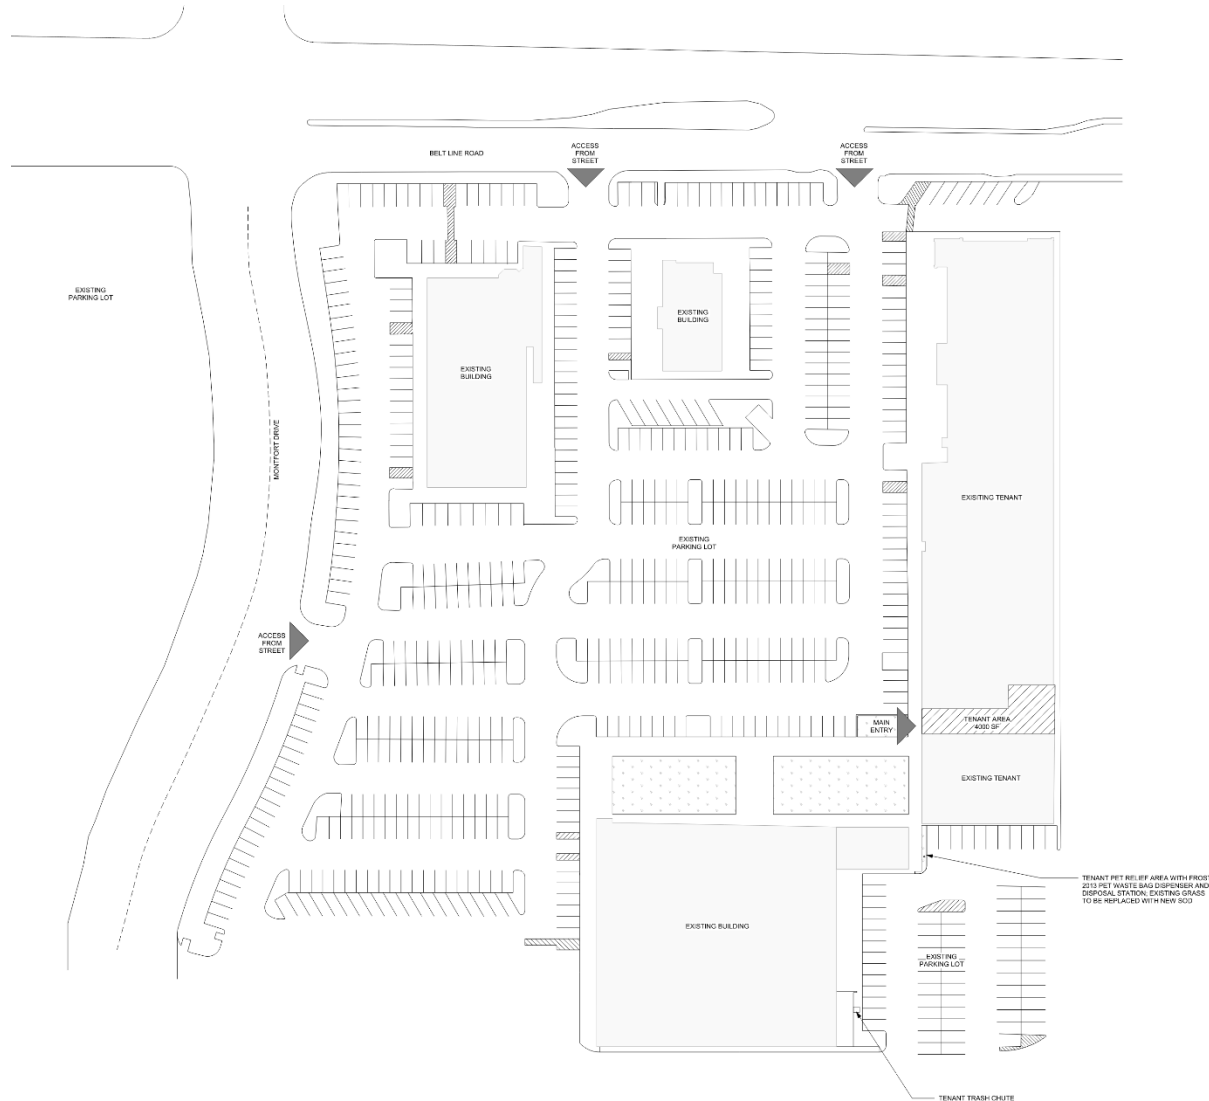 BELT LINE ROAD
ACCESS
FROM
STREET
ACCESS
FROM
STREET
EXISTING
PARKING LOT
EXISTING
BUILDING
EXISTING
BUILDING
MONTFORT DRIVE
EXISITING TENANT
EXISTING
PARKING LOT
ACCESS
FROM
STREET
MAIN
ENTRY
TENANT AREA
4000 SF
EXISTING TENANT
TENANT PET RELIEF AREA WITH FROST
2013 PET WASTE BAG DISPENSER AND
DISPOSAL STATION; EXISTING GRASS
TO BE REPLACED WITH NEW SOD
EXISTING BUILDING
EXISTING
PARKING LOT
TENANT TRASH CHUTE